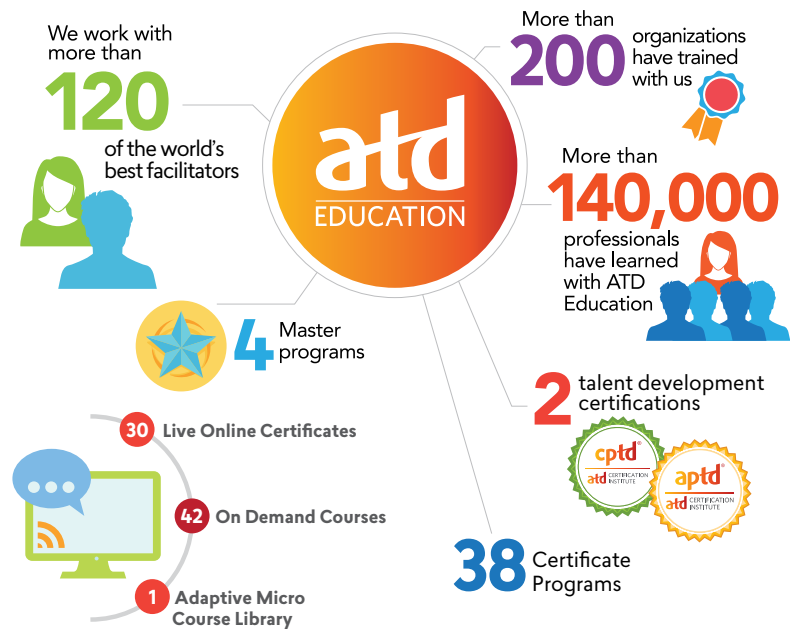 We work with
more than
120
of the world's
best facilitators
atd
EDUCATION
More than
200
organizations
have trained
with us
More than
140,000
professionals
have learned
with ATD
Education
4
Master
programs
2
talent development
certifications
cptd®
atd CERTIFICATION
INSTITUTE
aptd®
atd CERTIFICATION
INSTITUTE
38
Certificate
Programs
30 Live Online Certificates
42 On Demand Courses
1 Adaptive Micro
Course Library